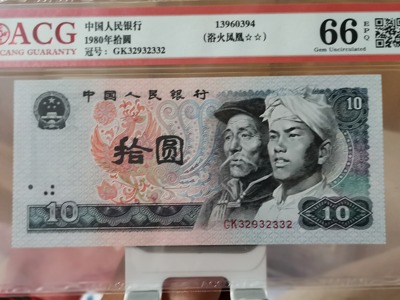 ACG
CANG GUARANTY
中国人民银行
1980年拾圆
冠号：GK32932332
13960394
(浴火凤凰☆☆)
66 EPQ
Gem Uncirculated
中国人民银行
10
拾圆
10
GK32932332
10